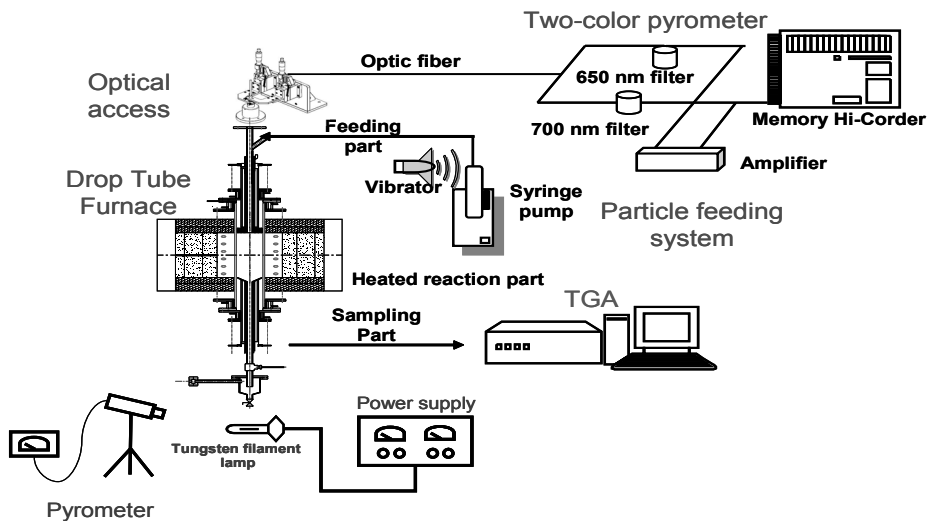 Two-color pyrometer
Optic fiber
650 nm filter
Optical
access
700 nm filter
Memory Hi-Corder
Feeding
part
Amplifier
Vibrator
Drop Tube
Furnace
Syringe
pump
Particle feeding
system
Heated reaction part
TGA
Sampling
Part
Power supply
Tungsten filament
lamp
Pyrometer